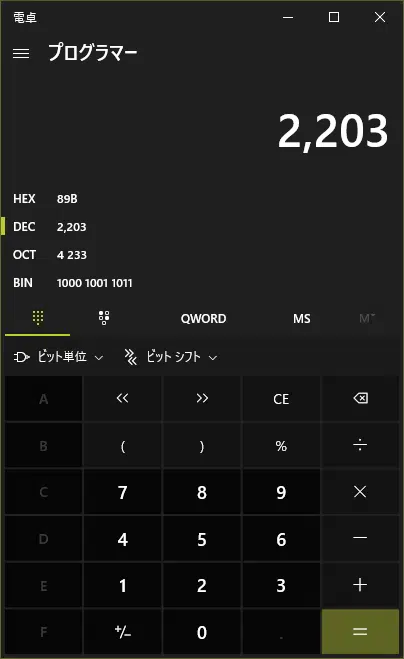 電卓
プログラマー
2,203
HEX 89B
DEC 2,203
OCT 4 233
BIN 1000 1001 1011
QWORD MS M˅
ビット単位 ビット シフト
A << >> CE
B ( ) % ÷
C 7 8 9 ×
D 4 5 6 −
E 1 2 3 +
F +/− 0 . =